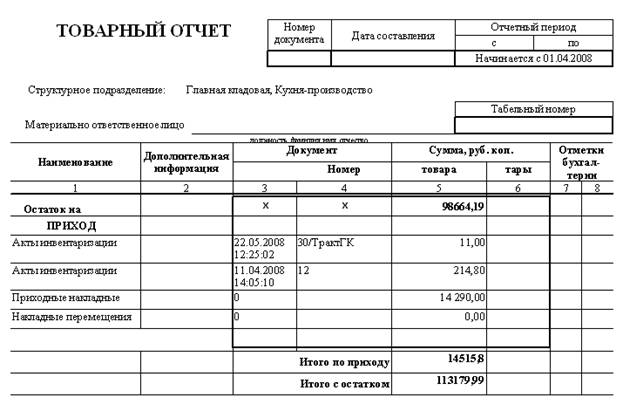 ТОВАРНЫЙ ОТЧЕТ
Номер документа Дата составления Отчетный период
с по
Начинается с 01.04.2008
Структурное подразделение: Главная кладовая, Кухня-производство
Табельный номер
Материально ответственное лицо
должность, фамилия, имя, отчество
Наименование Дополнительная информация Документ Сумма, руб. коп. Отметки бухгал-терии
Номер товара тары
1 2 3 4 5 6 7 8
Остаток на х х 98664,19
ПРИХОД
Акты инвентаризации 22.05.2008 30/ТрактГК 11,00
12:25:02
Акты инвентаризации 11.04.2008 12 214,80
14:05:10
Приходные накладные 0 14 290,00
Накладные перемещения 0 0,00
Итого по приходу 14515,8
Итого с остатком 113179,99